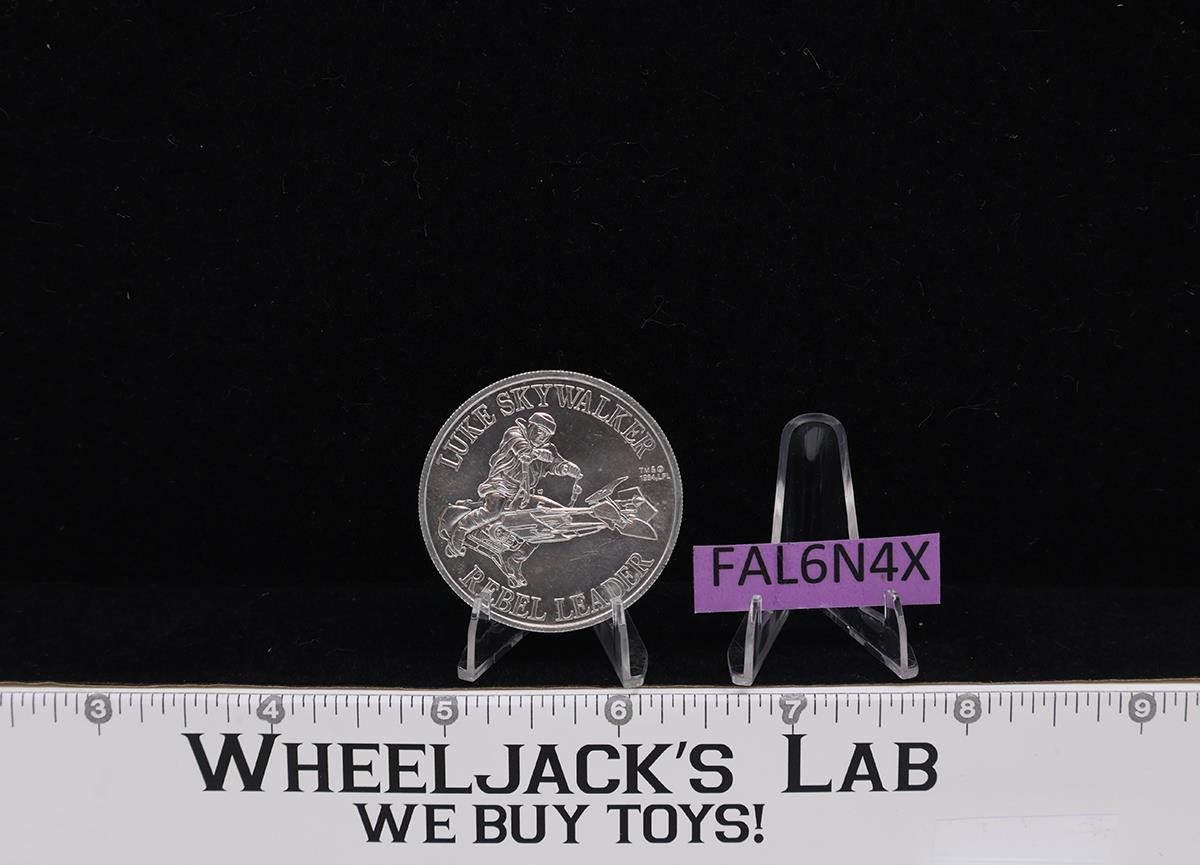 LUKE SKYWALKER
TM & ©
1984, LFL
REBEL LEADER
FAL6N4X
3 4 5 6 7 8 9
WHEELJACK'S LAB
WE BUY TOYS!